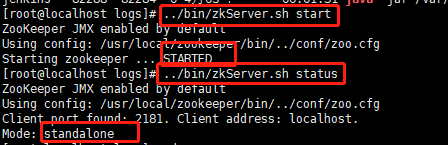 [root@localhost logs]# ../bin/zkServer.sh start
ZooKeeper JMX enabled by default
Using config: /usr/local/zookeeper/bin/../conf/zoo.cfg
Starting zookeeper ... STARTED
[root@localhost logs]# ../bin/zkServer.sh status
ZooKeeper JMX enabled by default
Using config: /usr/local/zookeeper/bin/../conf/zoo.cfg
Client port found: 2181. Client address: localhost.
Mode: standalone